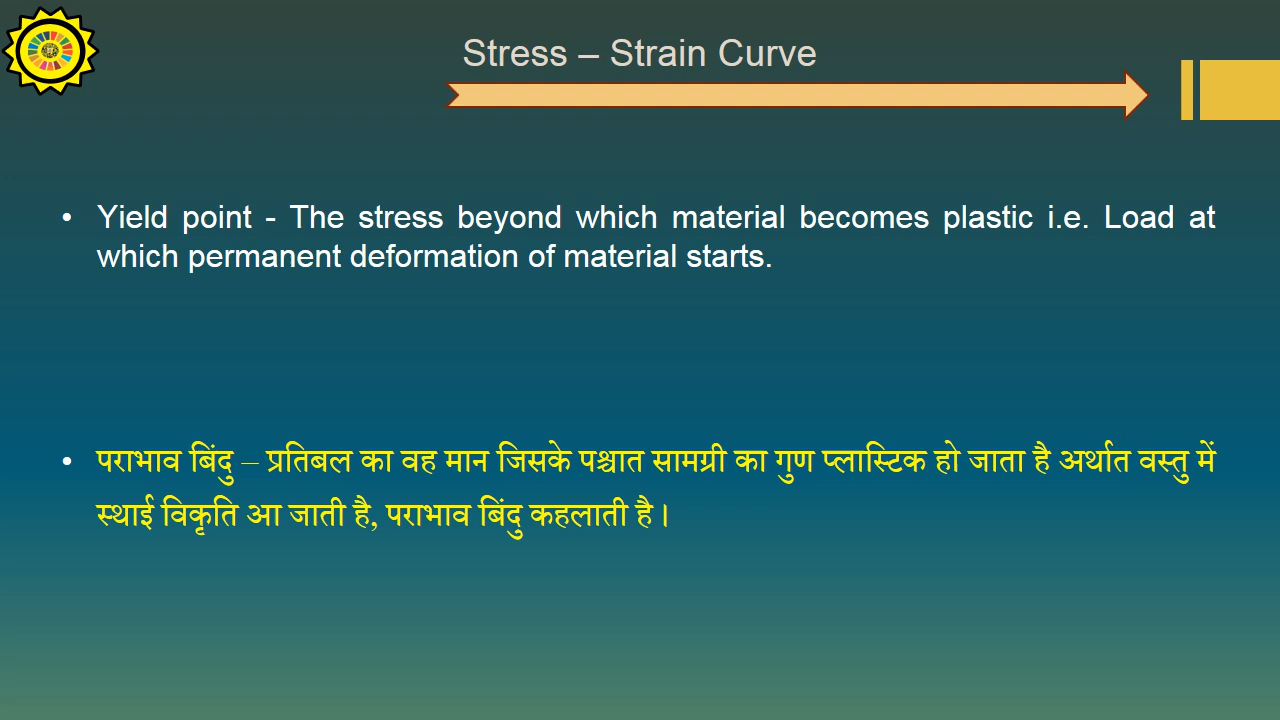 Stress – Strain Curve
• Yield point - The stress beyond which material becomes plastic i.e. Load at
which permanent deformation of material starts.
• पराभाव बिंदु – प्रतिबल का वह मान जिसके पश्चात सामग्री का गुण प्लास्टिक हो जाता है अर्थात वस्तु में
स्थाई विकृति आ जाती है, पराभाव बिंदु कहलाती है।